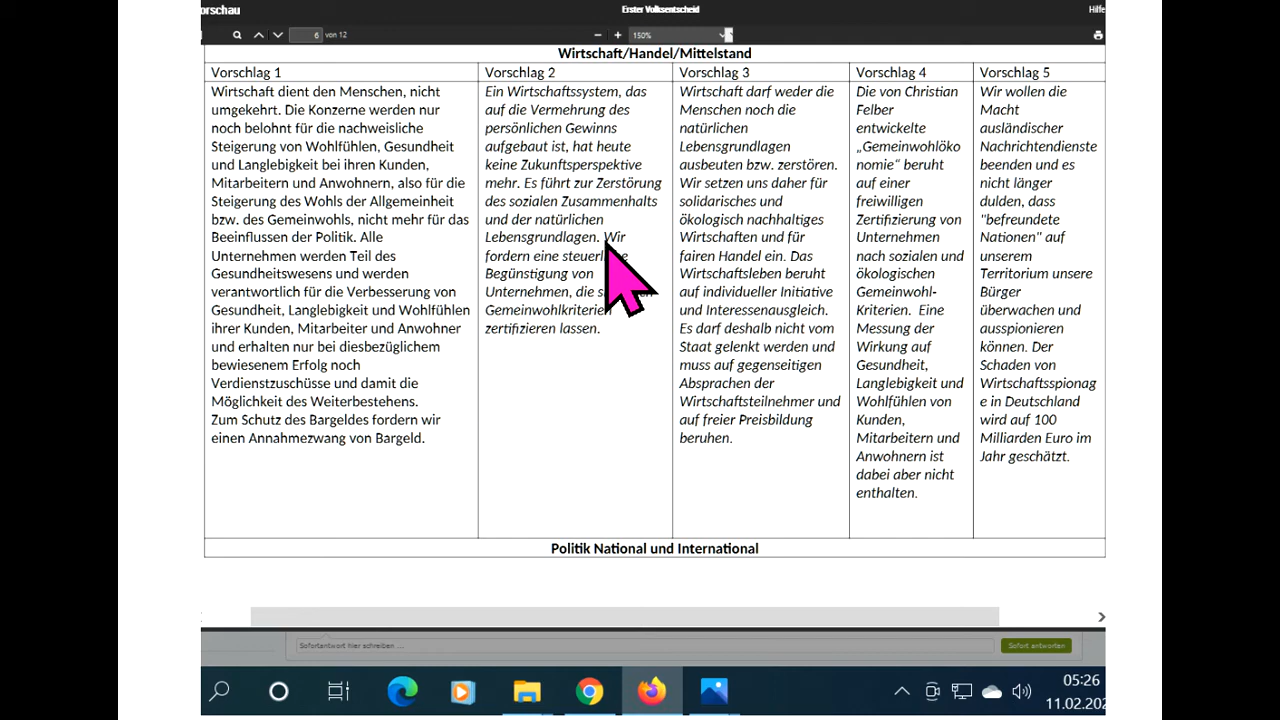 orschau
Erster Volksentscheid
Hilfe
6 von 12
150%
Wirtschaft/Handel/Mittelstand
Vorschlag 1
Wirtschaft dient den Menschen, nicht
umgekehrt. Die Konzerne werden nur
noch belohnt für die nachweisliche
Steigerung von Wohlfühlen, Gesundheit
und Langlebigkeit bei ihren Kunden,
Mitarbeitern und Anwohnern, also für die
Steigerung des Wohls der Allgemeinheit
bzw. des Gemeinwohls, nicht mehr für das
Beeinflussen der Politik. Alle
Unternehmen werden Teil des
Gesundheitswesens und werden
verantwortlich für die Verbesserung von
Gesundheit, Langlebigkeit und Wohlfühlen
ihrer Kunden, Mitarbeiter und Anwohner
und erhalten nur bei diesbezüglichem
bewiesenem Erfolg noch
Verdienstzuschüsse und damit die
Möglichkeit des Weiterbestehens.
Zum Schutz des Bargeldes fordern wir
einen Annahmezwang von Bargeld.
Vorschlag 2
Ein Wirtschaftssystem, das
auf die Vermehrung des
persönlichen Gewinns
aufgebaut ist, hat heute
keine Zukunftsperspektive
mehr. Es führt zur Zerstörung
des sozialen Zusammenhalts
und der natürlichen
Lebensgrundlagen. Wir
fordern eine steuerl e
Begünstigung von
Unternehmen, die s
Gemeinwohlkriterien
zertifizieren lassen.
Vorschlag 3
Wirtschaft darf weder die
Menschen noch die
natürlichen
Lebensgrundlagen
ausbeuten bzw. zerstören.
Wir setzen uns daher für
solidarisches und
ökologisch nachhaltiges
Wirtschaften und für
fairen Handel ein. Das
Wirtschaftsleben beruht
auf individueller Initiative
und Interessenausgleich.
Es darf deshalb nicht vom
Staat gelenkt werden und
muss auf gegenseitigen
Absprachen der
Wirtschaftsteilnehmer und
auf freier Preisbildung
beruhen.
Vorschlag 4
Die von Christian
Felber
entwickelte
„Gemeinwohlöko
nomie“ beruht
auf einer
freiwilligen
Zertifizierung von
Unternehmen
nach sozialen und
ökologischen
Gemeinwohl-
Kriterien. Eine
Messung der
Wirkung auf
Gesundheit,
Langlebigkeit und
Wohlfühlen von
Kunden,
Mitarbeitern und
Anwohnern ist
dabei aber nicht
enthalten.
Vorschlag 5
Wir wollen die
Macht
ausländischer
Nachrichtendienste
beenden und es
nicht länger
dulden, dass
"befreundete
Nationen" auf
unserem
Territorium unsere
Bürger
überwachen und
ausspionieren
können. Der
Schaden von
Wirtschaftsspionag
e in Deutschland
wird auf 100
Milliarden Euro im
Jahr geschätzt.
Politik National und International
Sofortantwort hier schreiben ...
Sofort antworten
05:26
11.02.202